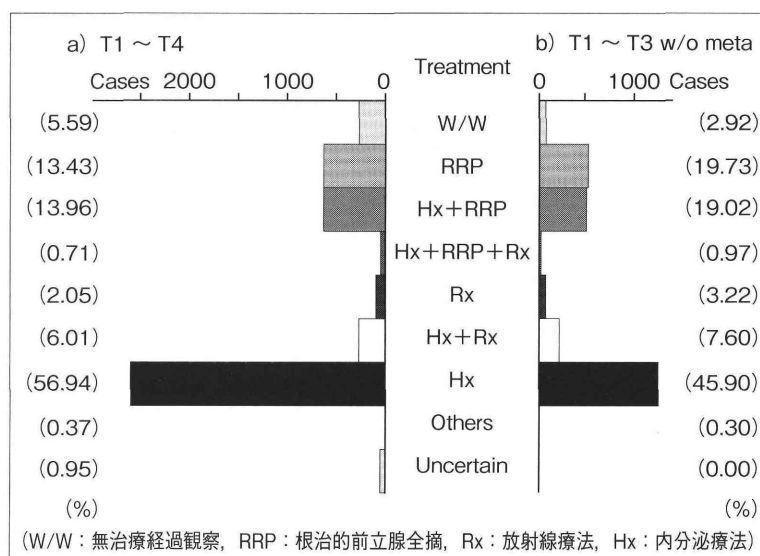 a) T1 ～ T4 b) T1 ～ T3 w/o meta
Cases 2000 1000 0 Treatment 0 1000 Cases
(5.59) W/W (2.92)
(13.43) RRP (19.73)
(13.96) Hx+RRP (19.02)
(0.71) Hx+RRP+Rx (0.97)
(2.05) Rx (3.22)
(6.01) Hx+Rx (7.60)
(56.94) Hx (45.90)
(0.37) Others (0.30)
(0.95) Uncertain (0.00)
(%) (%)
(W/W：無治療経過観察，RRP：根治的前立腺全摘，Rx：放射線療法，Hx：内分泌療法)